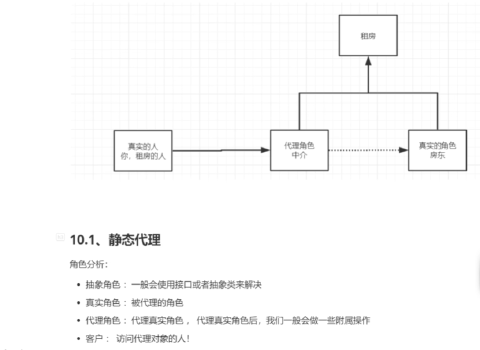 租房
真实的人
你，租房的人
代理角色
中介
真实的角色
房东
10.1、静态代理
角色分析：
• 抽象角色：一般会使用接口或者抽象类来解决
• 真实角色：被代理的角色
• 代理角色：代理真实角色，代理真实角色后，我们一般会做一些附属操作
• 客户：访问代理对象的人！